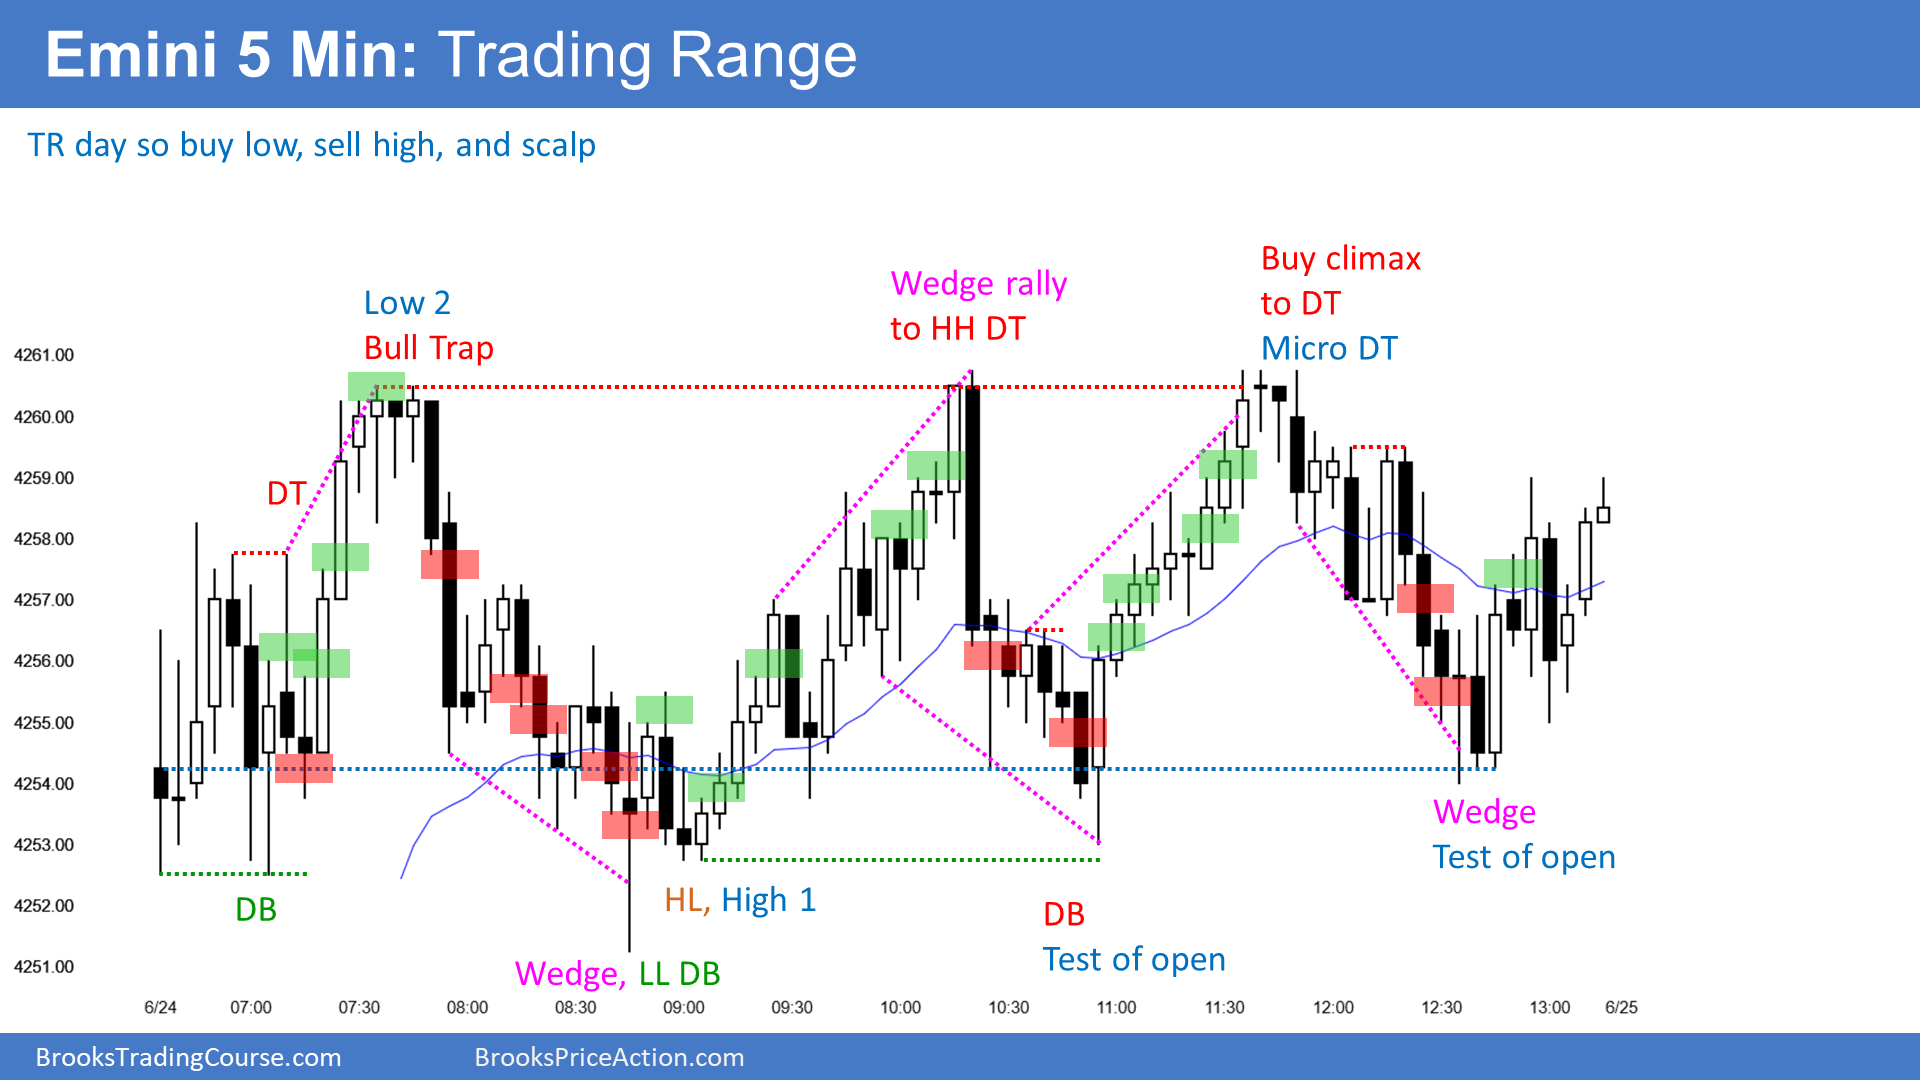 Emini 5 Min: Trading Range
TR day so buy low, sell high, and scalp
Buy climax
to DT
Micro DT
Wedge rally
to HH DT
Low 2
Bull Trap
DT
4261.00
4260.00
4259.00
4258.00
4257.00
4256.00
4255.00
4254.00
4253.00
4252.00
4251.00
DB
Wedge, LL DB
HL, High 1
DB
Test of open
Wedge
Test of open
6/24 07:00 07:30 08:00 08:30 09:00 09:30 10:00 10:30 11:00 11:30 12:00 12:30 13:00 6/25
BrooksTradingCourse.com BrooksPriceAction.com